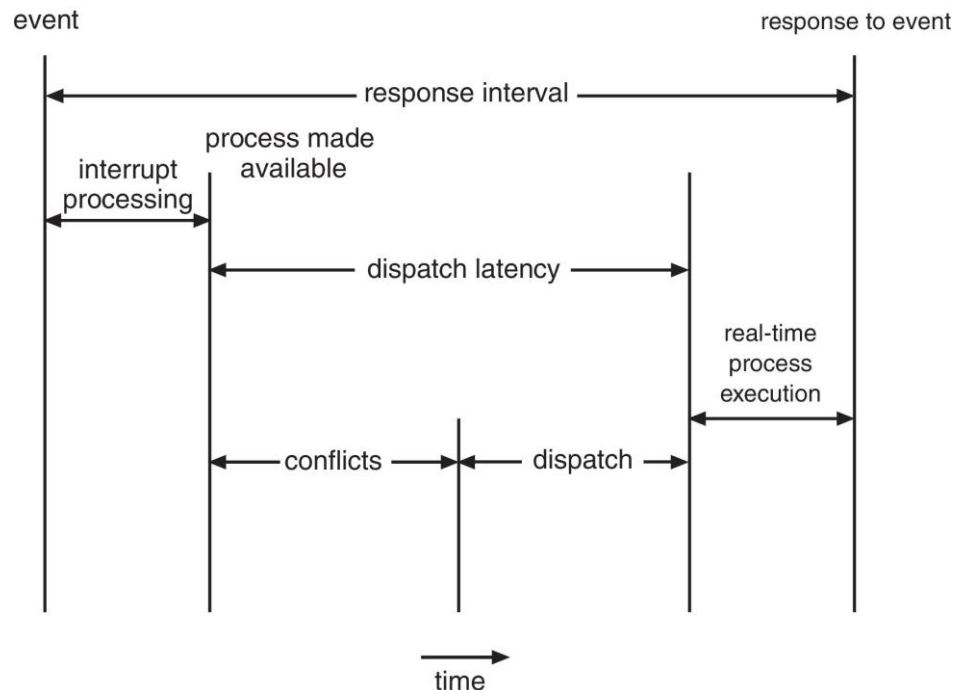 event
response to event
response interval
process made
available
interrupt
processing
dispatch latency
real-time
process
execution
conflicts
dispatch
time